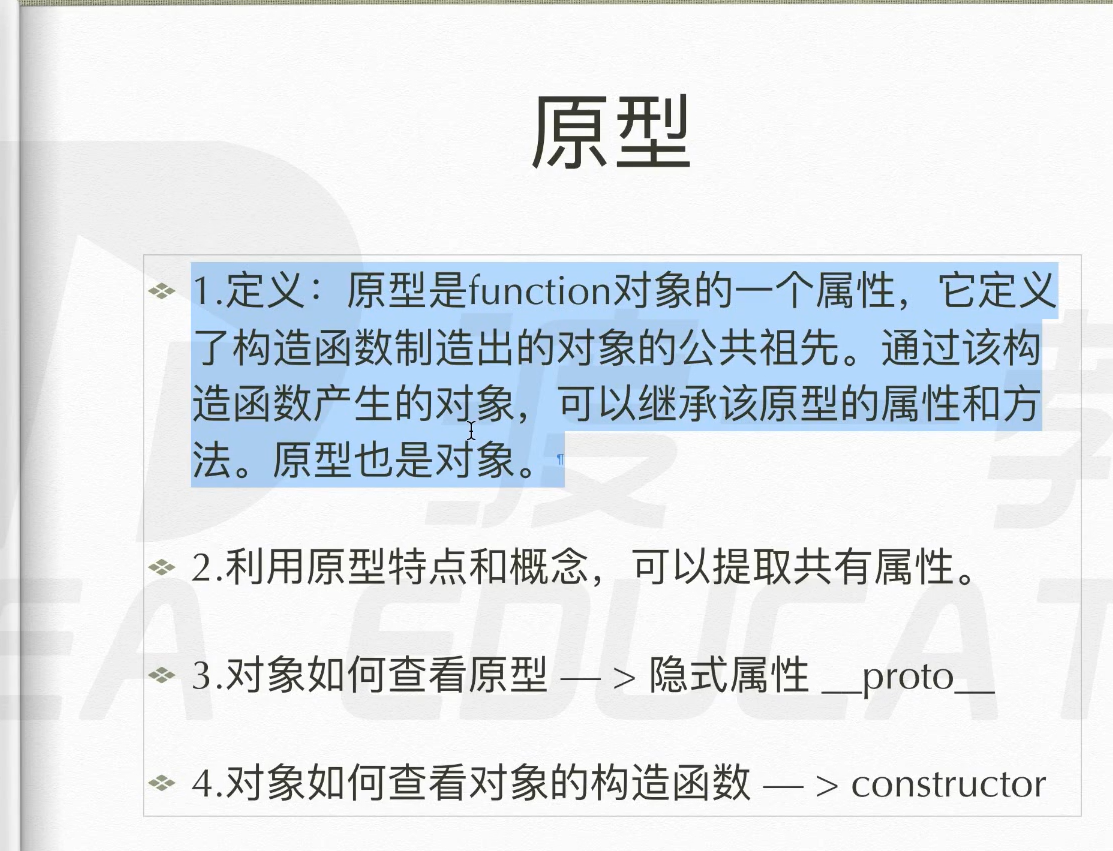 原型
1.定义：原型是function对象的一个属性，它定义
了构造函数制造出的对象的公共祖先。通过该构
造函数产生的对象，可以继承该原型的属性和方
法。原型也是对象。
2.利用原型特点和概念，可以提取共有属性。
3.对象如何查看原型 — > 隐式属性 __proto__
4.对象如何查看对象的构造函数 — > constructor